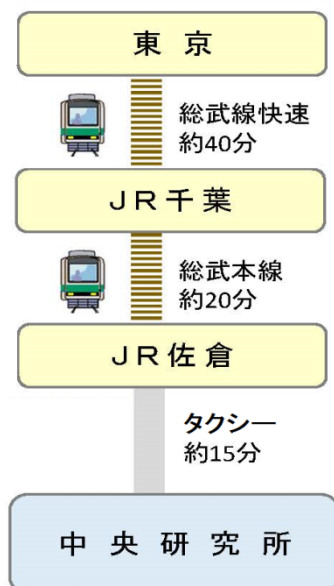 東京
総武線快速
約40分
JR千葉
総武本線
約20分
JR佐倉
タクシー
約15分
中央研究所